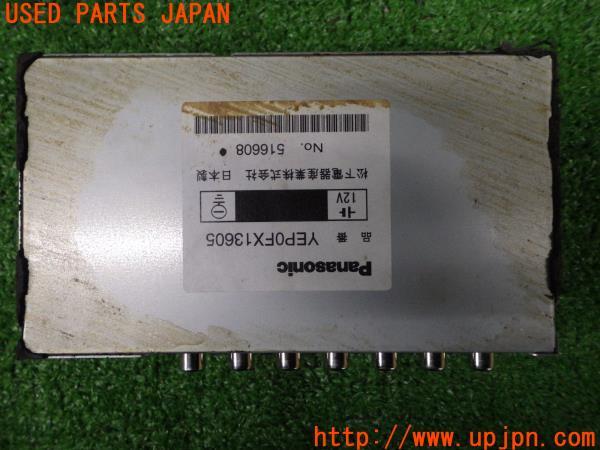 USED PARTS JAPAN
Panasonic
品番 YEP0FX13605
12V
松下電器産業株式会社 日本製
No. 516608
http://www.upjpn.com/